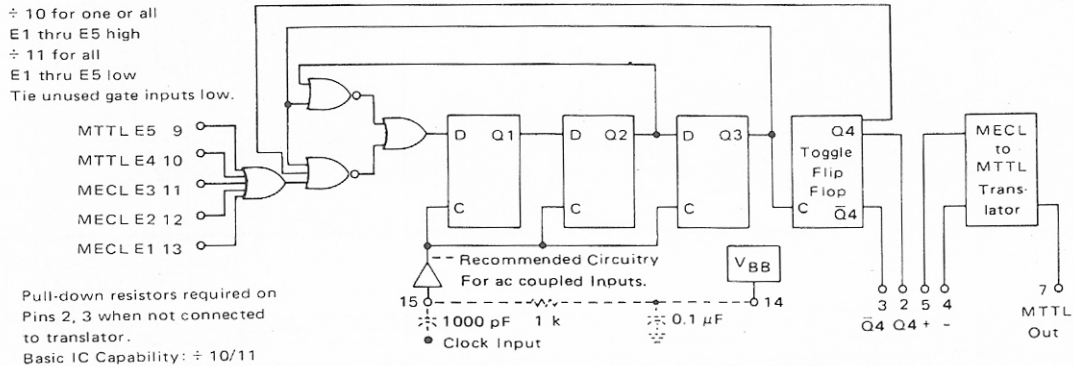 ÷ 10 for one or all
E1 thru E5 high
÷ 11 for all
E1 thru E5 low
Tie unused gate inputs low.
MTTL E5 9
MTTL E4 10
MECL E3 11
MECL E2 12
MECL E1 13
D Q1
C
D Q2
C
D Q3
C
Q4
Toggle
Flip
Flop
C Q̅4
MECL
to
MTTL
Trans-
lator
Recommended Circuitry
For ac coupled Inputs.
VBB
15
1000 pF
1 k
0.1 µF
14
Clock Input
3 2 5 4
Q̅4 Q4 + -
7
MTTL
Out
Pull-down resistors required on
Pins 2, 3 when not connected
to translator.
Basic IC Capability: ÷ 10/11